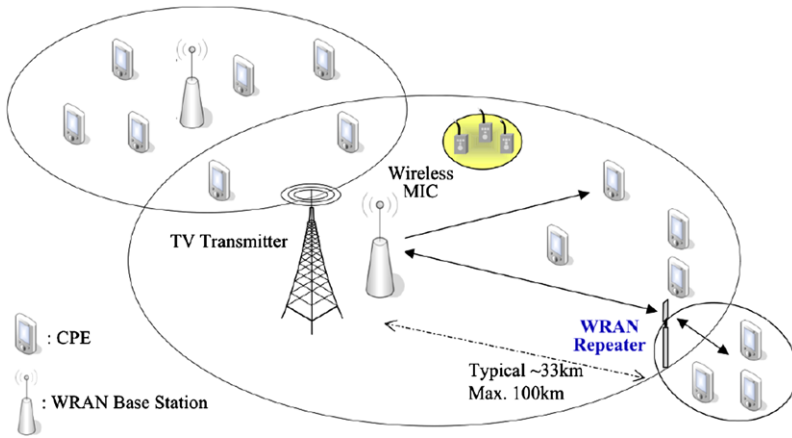 Wireless
MIC
TV Transmitter
WRAN
Repeater
: CPE
Typical ~33km
Max. 100km
: WRAN Base Station